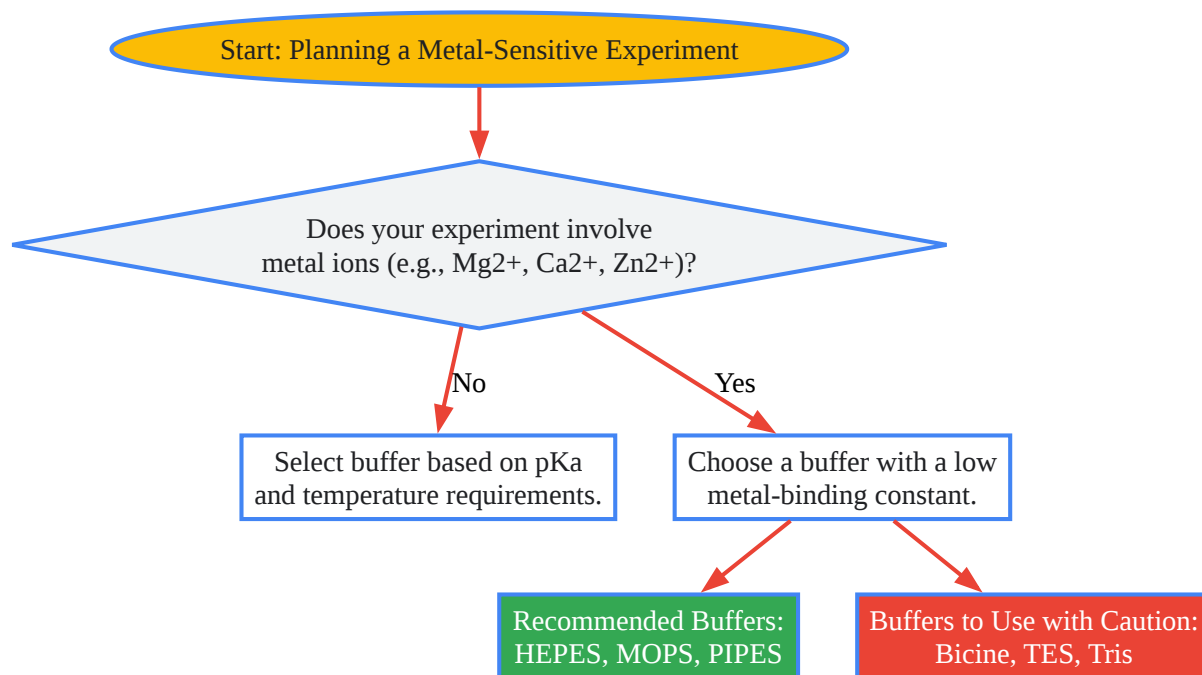 Start: Planning a Metal-Sensitive Experiment
Does your experiment involve
metal ions (e.g., Mg2+, Ca2+, Zn2+)?
No
Yes
Select buffer based on pKa
and temperature requirements.
Choose a buffer with a low
metal-binding constant.
Recommended Buffers:
HEPES, MOPS, PIPES
Buffers to Use with Caution:
Bicine, TES, Tris